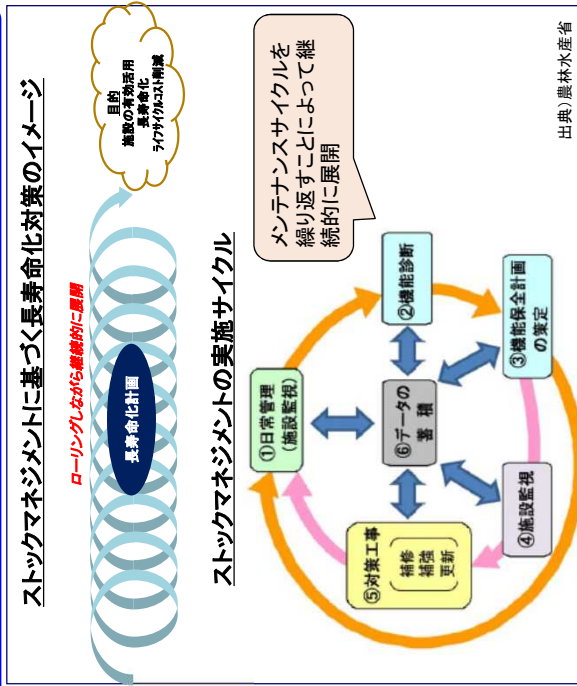 ストックマネジメントに基づく長寿命化対策のイメージ
ローリングしながら継続的に展開
長寿命化計画
目的
施設の有効活用
長寿命化
ライフサイクルコスト削減
ストックマネジメントの実施サイクル
メンテナンスサイクルを
繰り返すことによって継
続的に展開
①日常管理
(施設監視)
②機能診断
③機能保全計画
の策定
④施設監視
⑤対策工事
補修
補強
更新
⑥データの
蓄積
出典)農林水産省